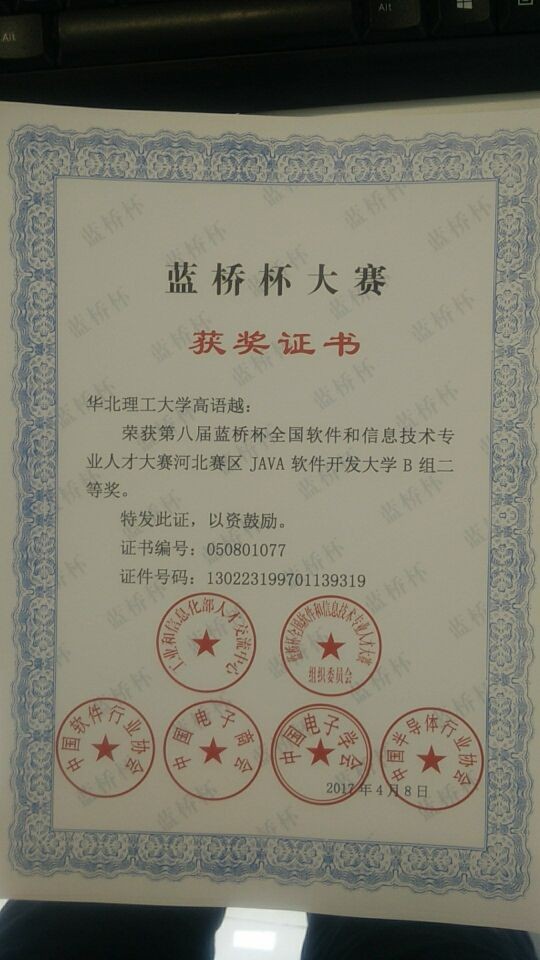 Alt
Alt
蓝桥杯大赛
获奖证书
华北理工大学高语越：
荣获第八届蓝桥杯全国软件和信息技术专
业人才大赛河北赛区 JAVA 软件开发大学 B 组二
等奖。
特发此证，以资鼓励。
证书编号：050801077
证件号码：130223199701139319
工业和信息化部人才交流中心
蓝桥杯全国软件和信息技术专业人才大赛
组织委员会
中国软件行业协会
中国电子商会
中国电子学会
中国半导体行业协会
2017 年 4 月 8 日
蓝桥杯